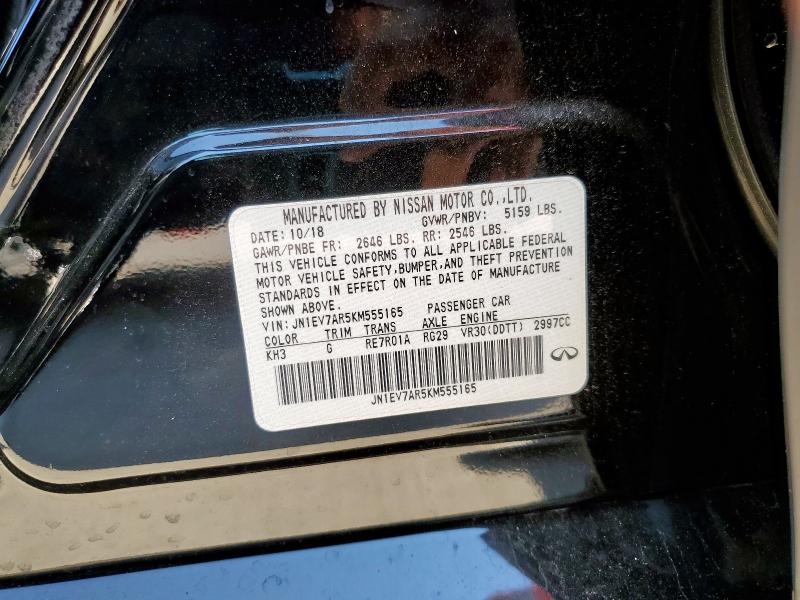 MANUFACTURED BY NISSAN MOTOR CO.,LTD.
DATE: 10/18 GVWR/PNBV: 5159 LBS.
GAWR/PNBE FR: 2646 LBS. RR: 2546 LBS.
THIS VEHICLE CONFORMS TO ALL APPLICABLE FEDERAL
MOTOR VEHICLE SAFETY,BUMPER,AND THEFT PREVENTION
STANDARDS IN EFFECT ON THE DATE OF MANUFACTURE
SHOWN ABOVE.
VIN:JN1EV7AR5KM555165 PASSENGER CAR
COLOR TRIM TRANS AXLE ENGINE
KH3 G RE7R01A RG29 VR30(DDTT) 2997CC
JN1EV7AR5KM555165